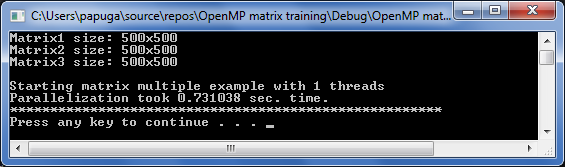 C:\Users\papuga\source\repos\OpenMP matrix training\Debug\OpenMP mat...
Matrix1 size: 500x500
Matrix2 size: 500x500
Matrix3 size: 500x500
Starting matrix multiple example with 1 threads
Parallelization took 0.731038 sec. time.
******************************************************
Press any key to continue . . . _